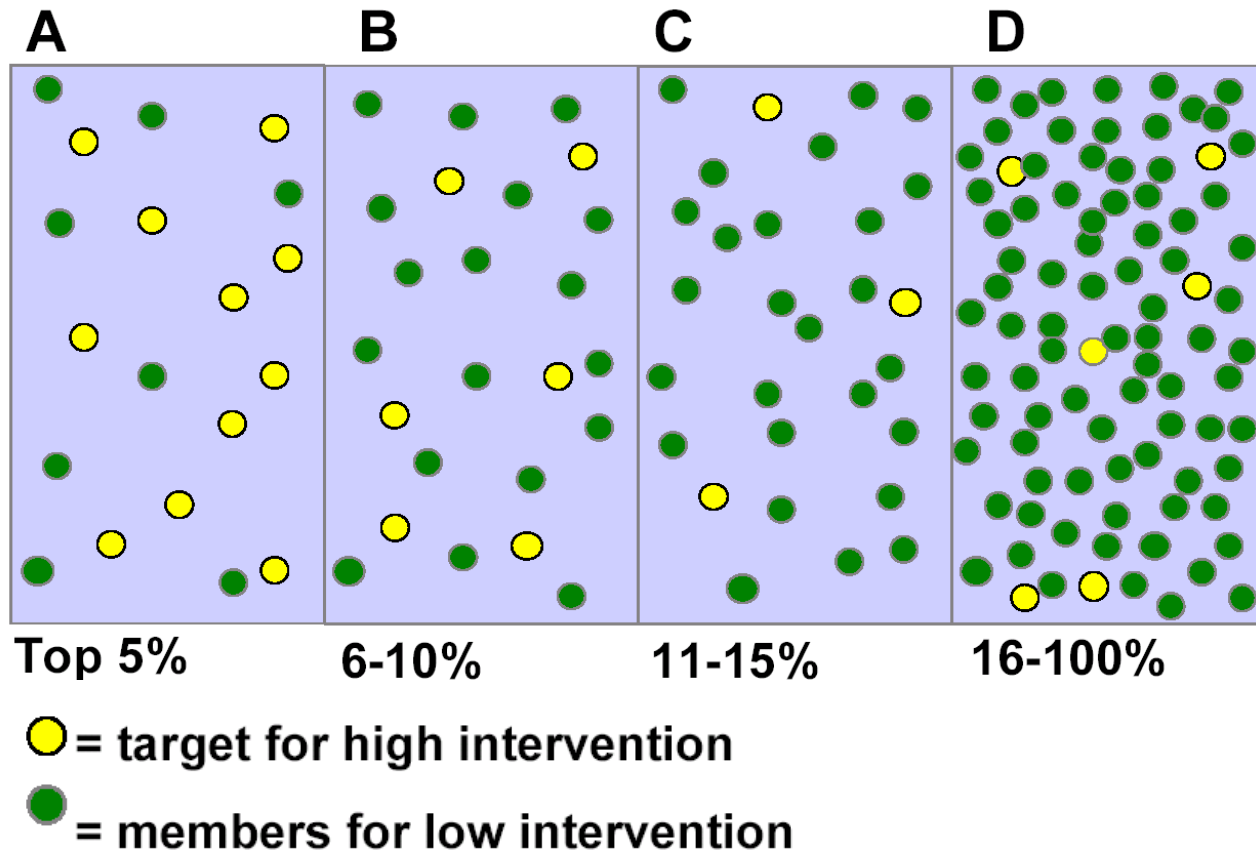 A B C D
Top 5% 6-10% 11-15% 16-100%
= target for high intervention
= members for low intervention